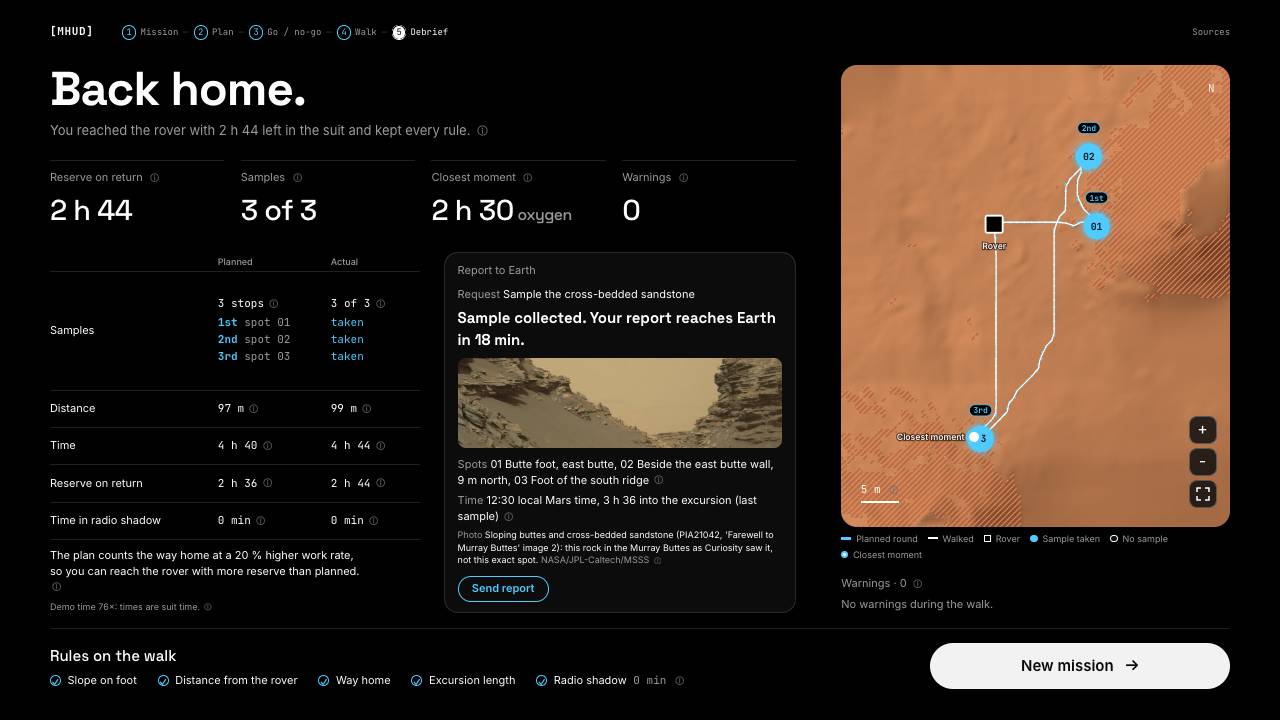 [MHUD]
1 Mission – 2 Plan – 3 Go / no-go – 4 Walk – 5 Debrief
Sources
Back home.
You reached the rover with 2 h 44 left in the suit and kept every rule.
Reserve on return
2 h 44
Samples
3 of 3
Closest moment
2 h 30 oxygen
Warnings
0
Planned Actual
Samples
3 stops 3 of 3
1st spot 01 taken
2nd spot 02 taken
3rd spot 03 taken
Distance 97 m 99 m
Time 4 h 40 4 h 44
Reserve on return 2 h 36 2 h 44
Time in radio shadow 0 min 0 min
The plan counts the way home at a 20 % higher work rate,
so you can reach the rover with more reserve than planned.
Demo time 76×: times are suit time.
Report to Earth
Request Sample the cross-bedded sandstone
Sample collected. Your report reaches Earth
in 18 min.
Spots 01 Butte foot, east butte, 02 Beside the east butte wall,
9 m north, 03 Foot of the south ridge
Time 12:30 local Mars time, 3 h 36 into the excursion (last
sample)
Photo Sloping buttes and cross-bedded sandstone (PIA21042, 'Farewell to
Murray Buttes' image 2): this rock in the Murray Buttes as Curiosity saw it,
not this exact spot. NASA/JPL-Caltech/MSSS
Send report
N
2nd
02
1st
01
Rover
3rd
Closest moment
3
5 m
+
-
Planned round Walked Rover Sample taken No sample
Closest moment
Warnings · 0
No warnings during the walk.
Rules on the walk
Slope on foot Distance from the rover Way home Excursion length Radio shadow 0 min
New mission →